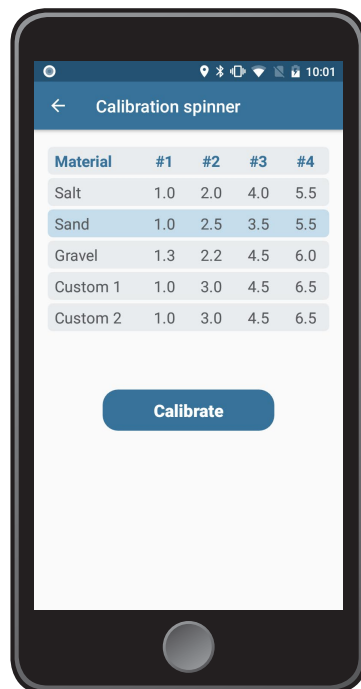 10:01
Calibration spinner
Material #1 #2 #3 #4
Salt 1.0 2.0 4.0 5.5
Sand 1.0 2.5 3.5 5.5
Gravel 1.3 2.2 4.5 6.0
Custom 1 1.0 3.0 4.5 6.5
Custom 2 1.0 3.0 4.5 6.5
Calibrate